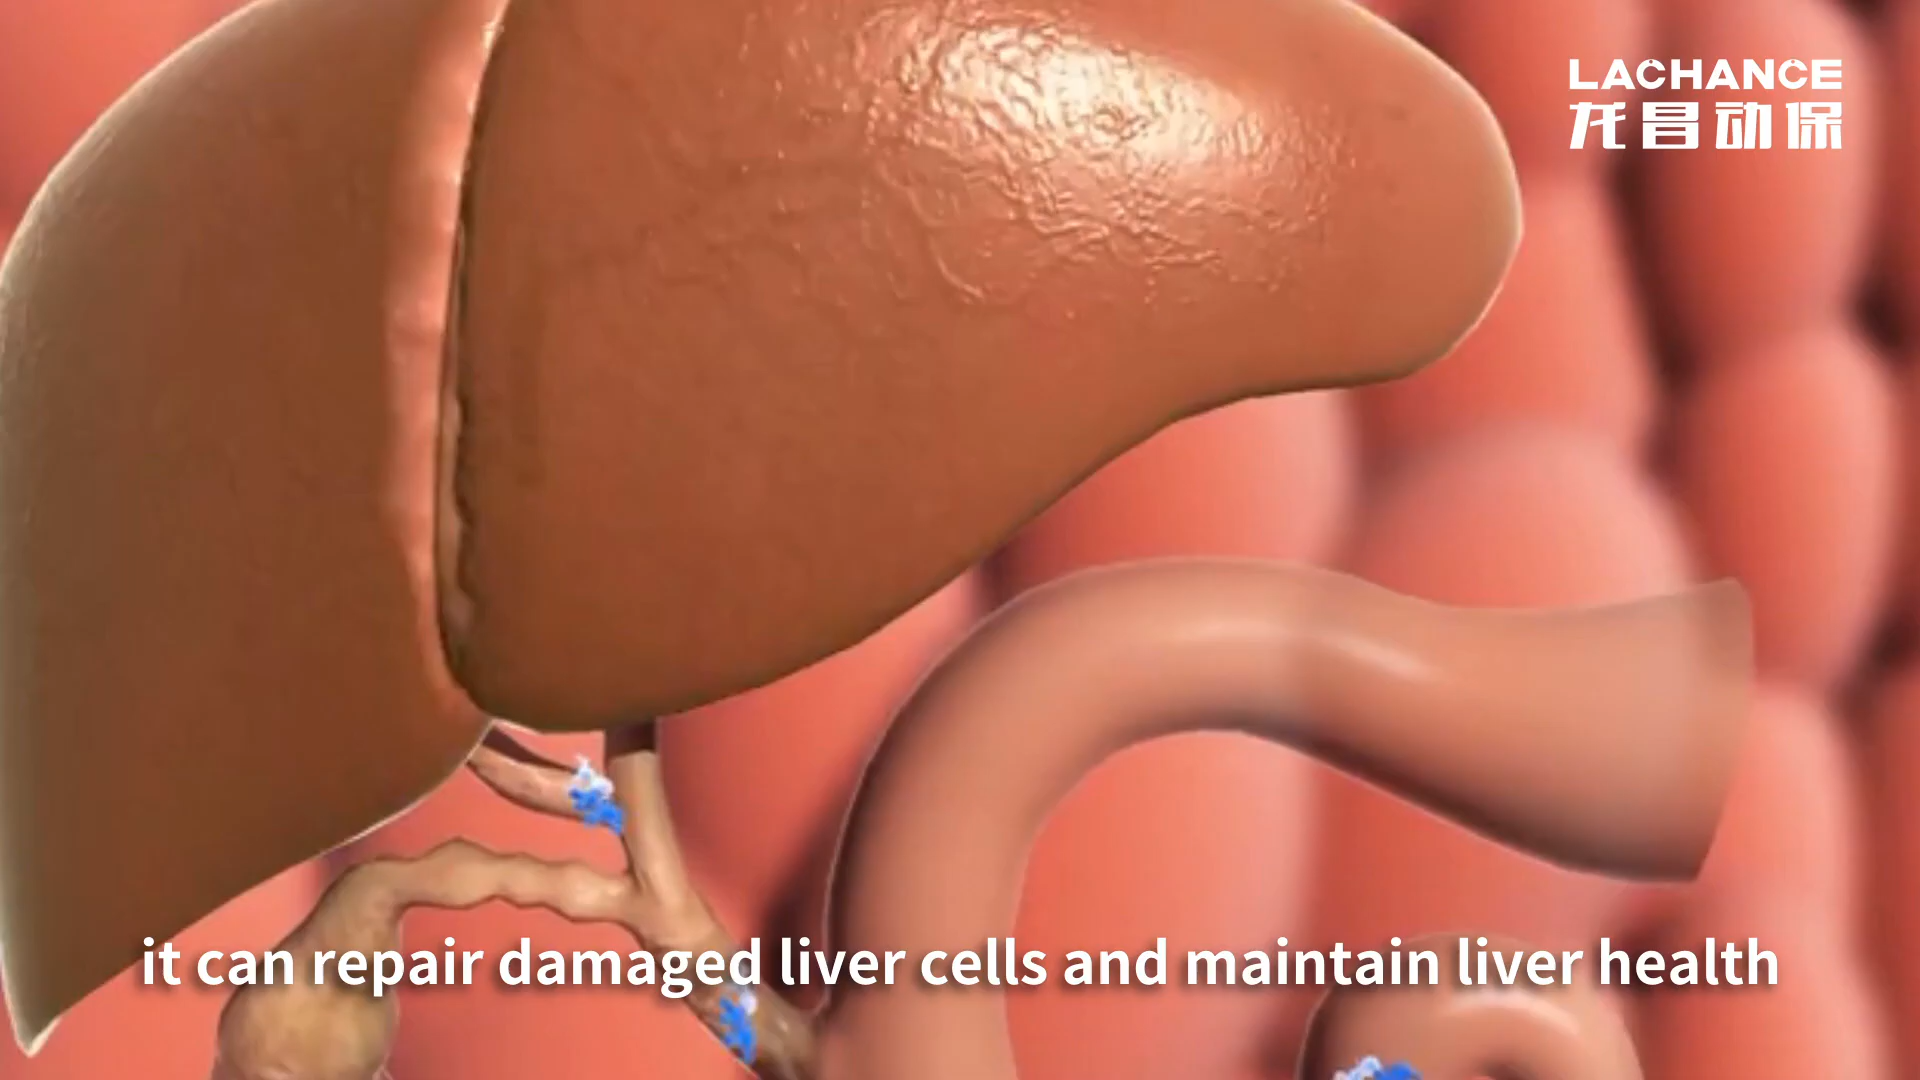 LACHANCE
龙昌动保
it can repair damaged liver cells and maintain liver health